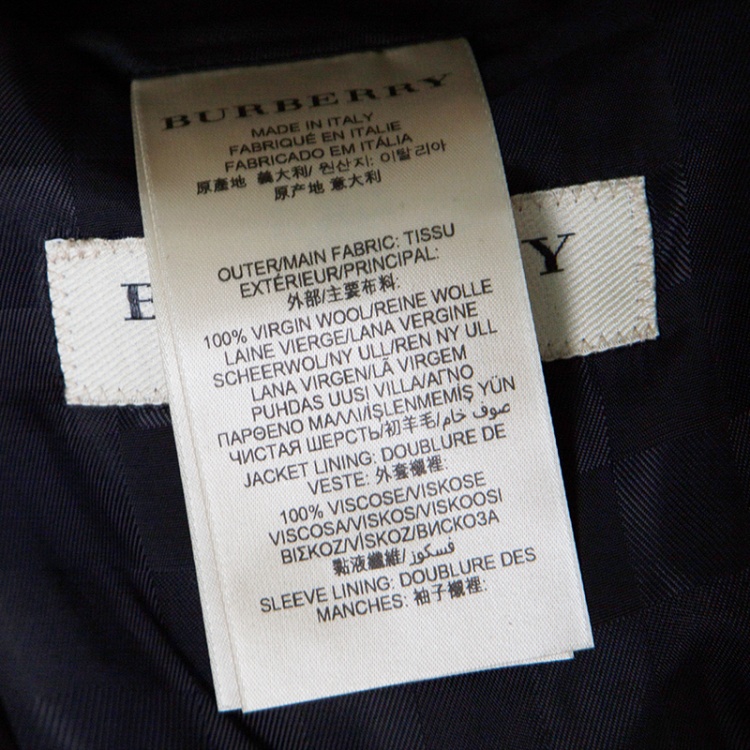 BURBERRY
MADE IN ITALY
FABRIQUÉ EN ITALIE
FABRICADO EM ITÁLIA
原產地 義大利/ 원산지: 이탈리아
原产地 意大利
OUTER/MAIN FABRIC: TISSU
EXTÉRIEUR/PRINCIPAL:
外部/主要布料:
100% VIRGIN WOOL/REINE WOLLE
LAINE VIERGE/LANA VERGINE
SCHEERWOL/NY ULL/REN NY ULL
LANA VIRGEN/LÃ VIRGEM
PUHDAS UUSI VILLA/ΑΓΝΟ
ΠΑΡΘΕΝΟ ΜΑΛΛΙ/İŞLENMEMİŞ YÜN
ЧИСТАЯ ШЕРСТЬ/初羊毛/صوف خام
JACKET LINING: DOUBLURE DE
VESTE: 外套襯裡:
100% VISCOSE/VISKOSE
VISCOSA/VISKOS/VISKOOSI
ΒΙΣΚΟΖ/VİSKOZ/ВИСКОЗА
黏液纖維/فسكوز
SLEEVE LINING: DOUBLURE DES
MANCHES: 袖子襯裡:
B
RY